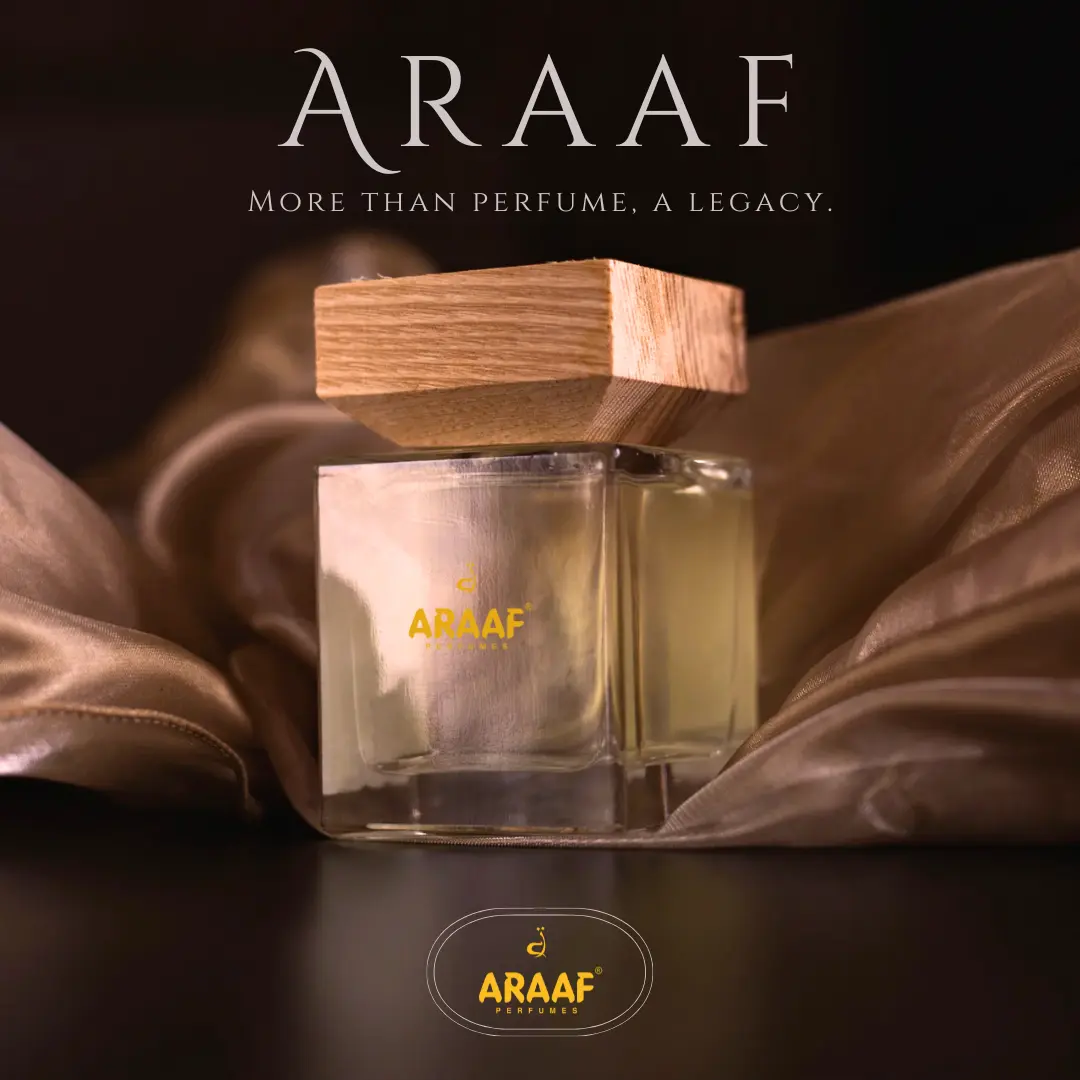 ARAAF
MORE THAN PERFUME, A LEGACY.
ARAAF®
PERFUMES
ARAAF®
PERFUMES